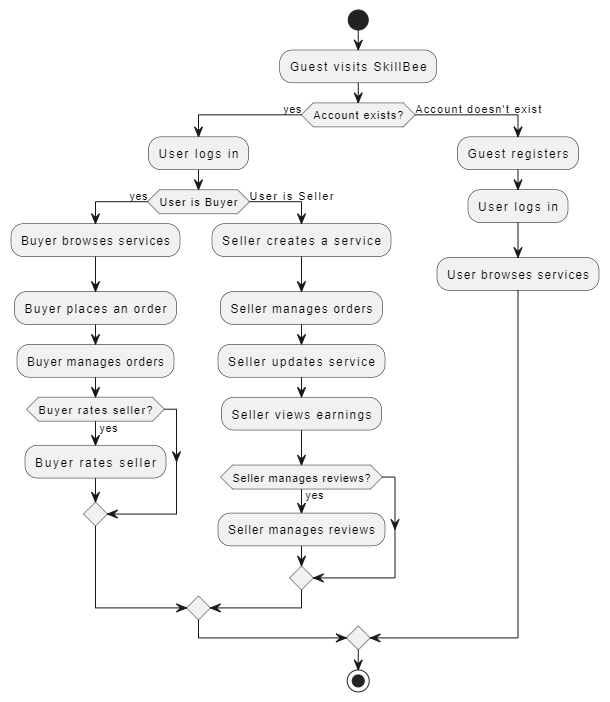 Guest visits SkillBee
yes
Account exists?
Account doesn't exist
User logs in
Guest registers
yes
User is Buyer
User is Seller
User logs in
Buyer browses services
Seller creates a service
User browses services
Buyer places an order
Seller manages orders
Buyer manages orders
Seller updates service
Buyer rates seller?
Seller views earnings
yes
Buyer rates seller
Seller manages reviews?
yes
Seller manages reviews